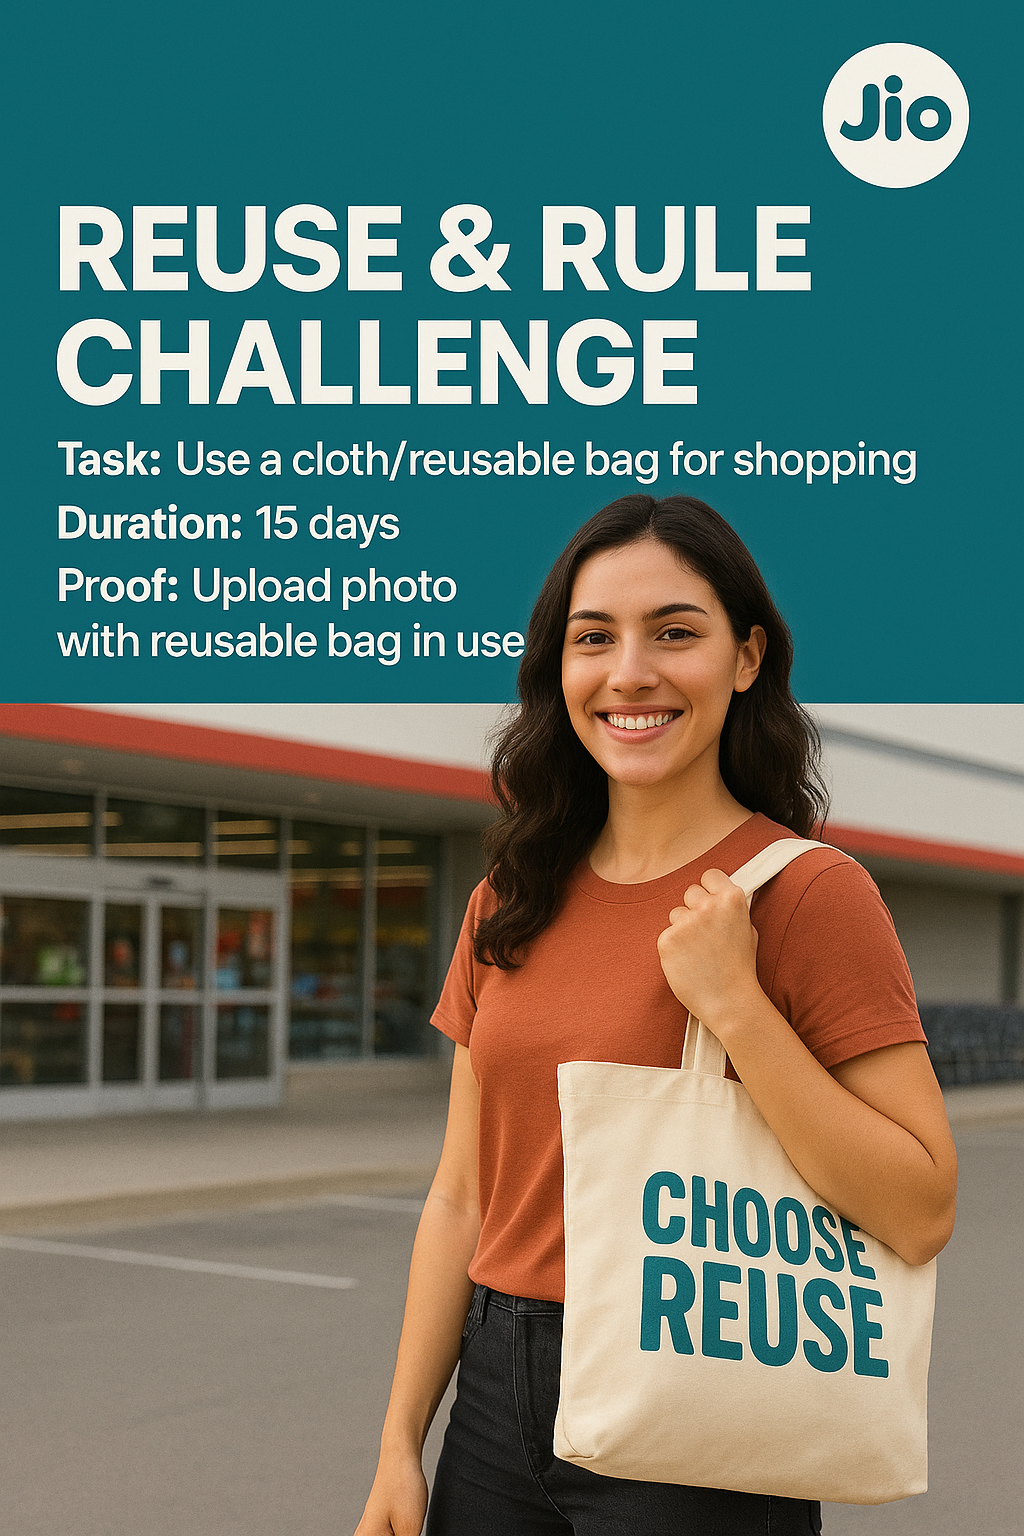 Jio
REUSE & RULE
CHALLENGE
Task: Use a cloth/reusable bag for shopping
Duration: 15 days
Proof: Upload photo
with reusable bag in use
CHOOSE
REUSE